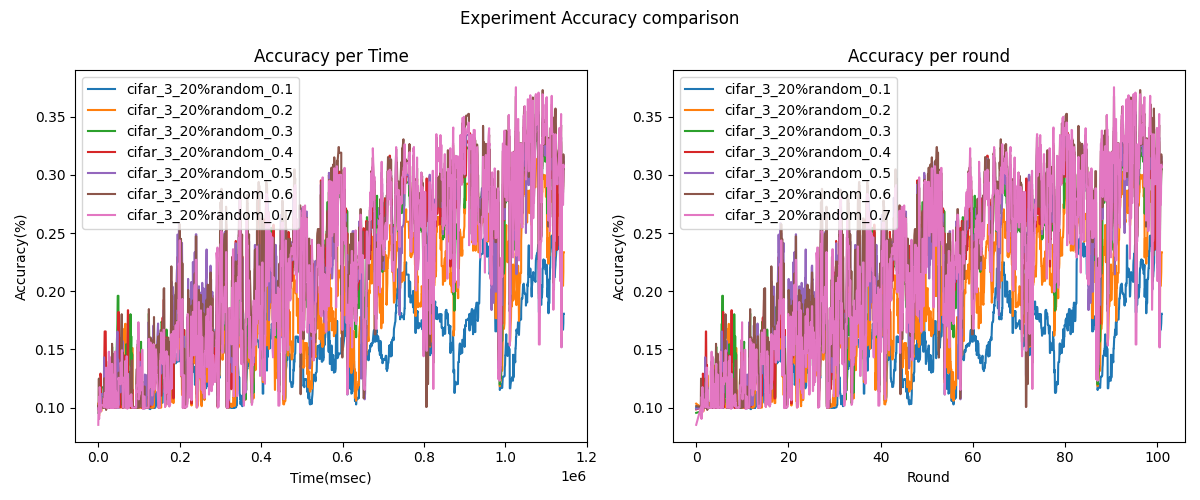 Experiment Accuracy comparison
Accuracy per Time
Accuracy(%)
0.35
0.30
0.25
0.20
0.15
0.10
cifar_3_20%random_0.1
cifar_3_20%random_0.2
cifar_3_20%random_0.3
cifar_3_20%random_0.4
cifar_3_20%random_0.5
cifar_3_20%random_0.6
cifar_3_20%random_0.7
0.0 0.2 0.4 0.6 0.8 1.0 1.2
1e6
Time(msec)
Accuracy per round
Accuracy(%)
0.35
0.30
0.25
0.20
0.15
0.10
cifar_3_20%random_0.1
cifar_3_20%random_0.2
cifar_3_20%random_0.3
cifar_3_20%random_0.4
cifar_3_20%random_0.5
cifar_3_20%random_0.6
cifar_3_20%random_0.7
0 20 40 60 80 100
Round